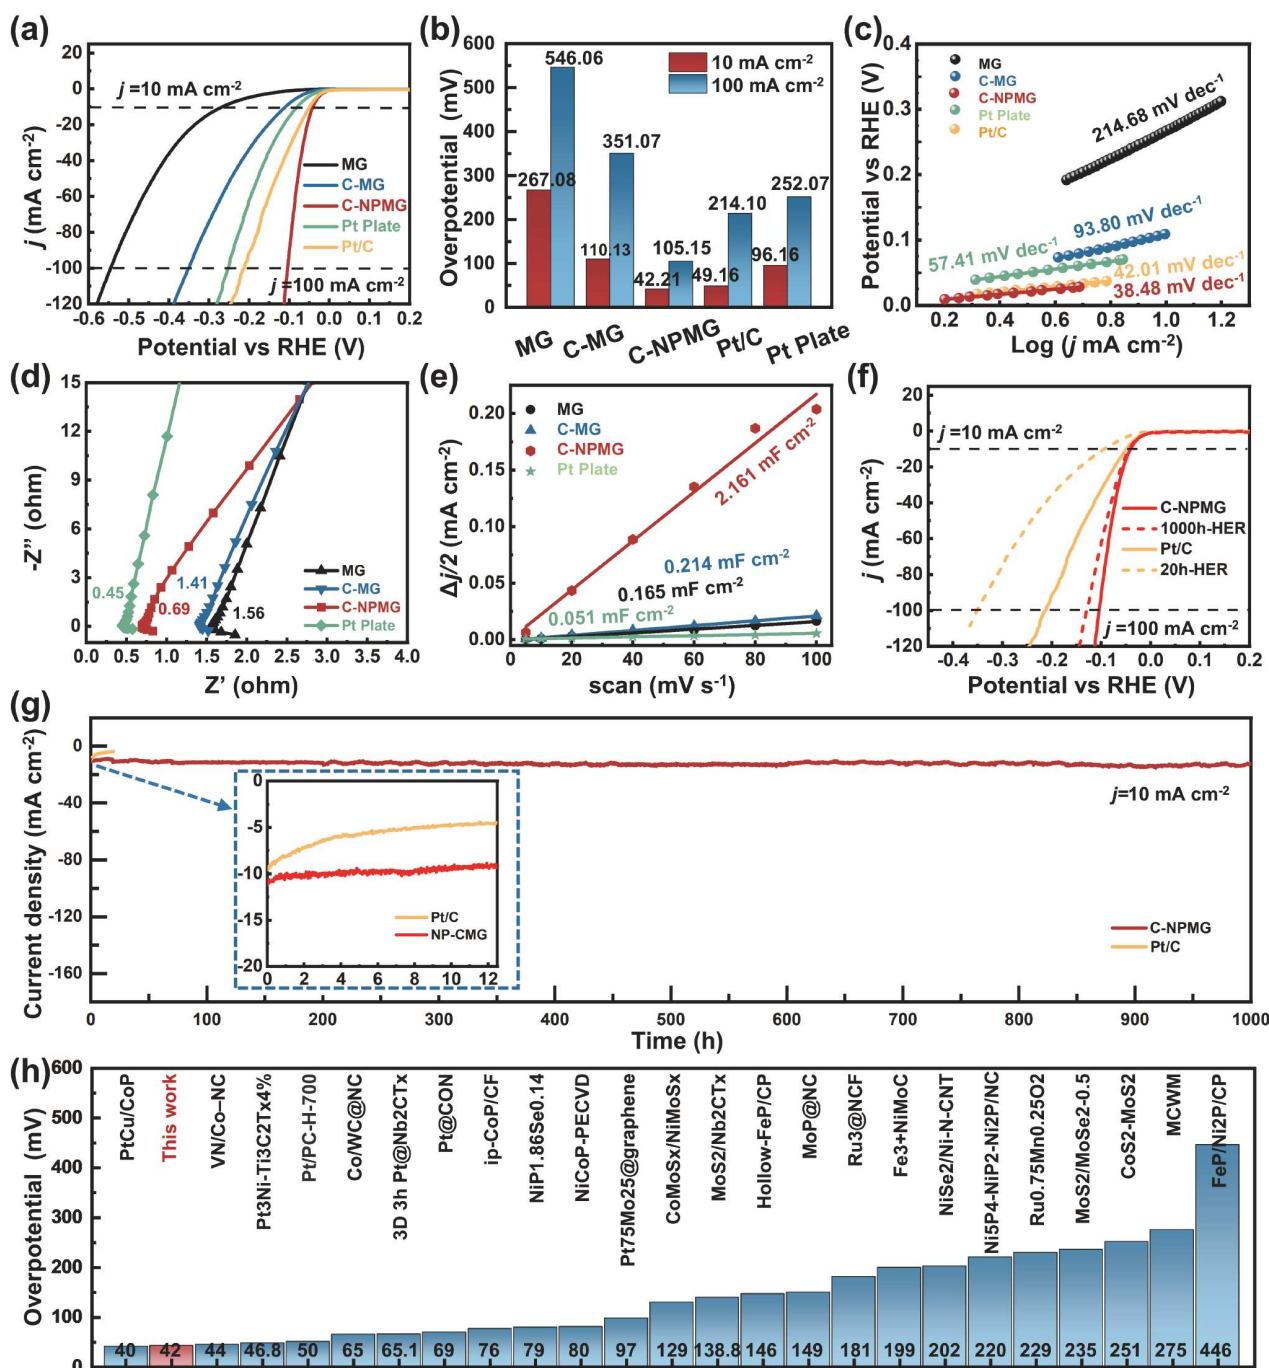 (a)
20
0
-20
-40
-60
-80
-100
-120
j (mA cm-2)
j =10 mA cm-2
MG
C-MG
C-NPMG
Pt Plate
Pt/C
j=100 mA cm-2
-0.6 -0.5 -0.4 -0.3 -0.2 -0.1 0.0 0.1 0.2
Potential vs RHE (V)
(b)
600
500
400
300
200
100
0
Overpotential (mV)
10 mA cm-2
100 mA cm-2
546.06
267.08
351.07
110.13
105.15
42.21
214.10
49.16
252.07
96.16
MG C-MG C-NPMG Pt/C Pt Plate
(c)
0.4
0.3
0.2
0.1
0.0
Potential vs RHE (V)
MG
C-MG
C-NPMG
Pt Plate
Pt/C
214.68 mV dec-1
93.80 mV dec-1
57.41 mV dec-1
42.01 mV dec-1
38.48 mV dec-1
0.2 0.4 0.6 0.8 1.0 1.2
Log (j mA cm-2)
(d)
15
12
9
6
3
0
-Z'' (ohm)
0.45
0.69
1.41
1.56
MG
C-MG
C-NPMG
Pt Plate
0.0 0.5 1.0 1.5 2.0 2.5 3.0 3.5 4.0
Z' (ohm)
(e)
0.20
0.15
0.10
0.05
0.00
Δj/2 (mA cm-2)
MG
C-MG
C-NPMG
Pt Plate
2.161 mF cm-2
0.214 mF cm-2
0.165 mF cm-2
0.051 mF cm-2
20 40 60 80 100
scan (mV s-1)
(f)
20
0
-20
-40
-60
-80
-100
-120
j (mA cm-2)
j =10 mA cm-2
C-NPMG
1000h-HER
Pt/C
20h-HER
j=100 mA cm-2
-0.4 -0.3 -0.2 -0.1 0.0 0.1 0.2
Potential vs RHE (V)
(g)
0
-40
-80
-120
-160
Current density (mA cm-2)
j=10 mA cm-2
0
-5
-10
-15
-20
Pt/C
NP-CMG
0 2 4 6 8 10 12
C-NPMG
Pt/C
0 100 200 300 400 500 600 700 800 900 1000
Time (h)
(h)
600
500
400
300
200
100
0
Overpotential (mV)
PtCu/CoP
This work
VN/Co–NC
Pt3Ni-Ti3C2Tx4%
Pt/PC-H-700
Co/WC@NC
3D 3h Pt@Nb2CTx
Pt@CON
ip-CoP/CF
NiP1.86Se0.14
NiCoP-PECVD
Pt75Mo25@graphene
CoMoSx/NiMoSx
MoS2/Nb2CTx
Hollow-FeP/CP
MoP@NC
Ru3@NCF
Fe3+NiMoC
NiSe2/Ni-N-CNT
Ni5P4-NiP2-Ni2P/NC
Ru0.75Mn0.25O2
MoS2/MoSe2-0.5
CoS2-MoS2
MCWM
FeP/Ni2P/CP
40 42 44 46.8 50 65 65.1 69 76 79 80 97 129 138.8 146 149 181 199 202 220 229 235 251 275 446